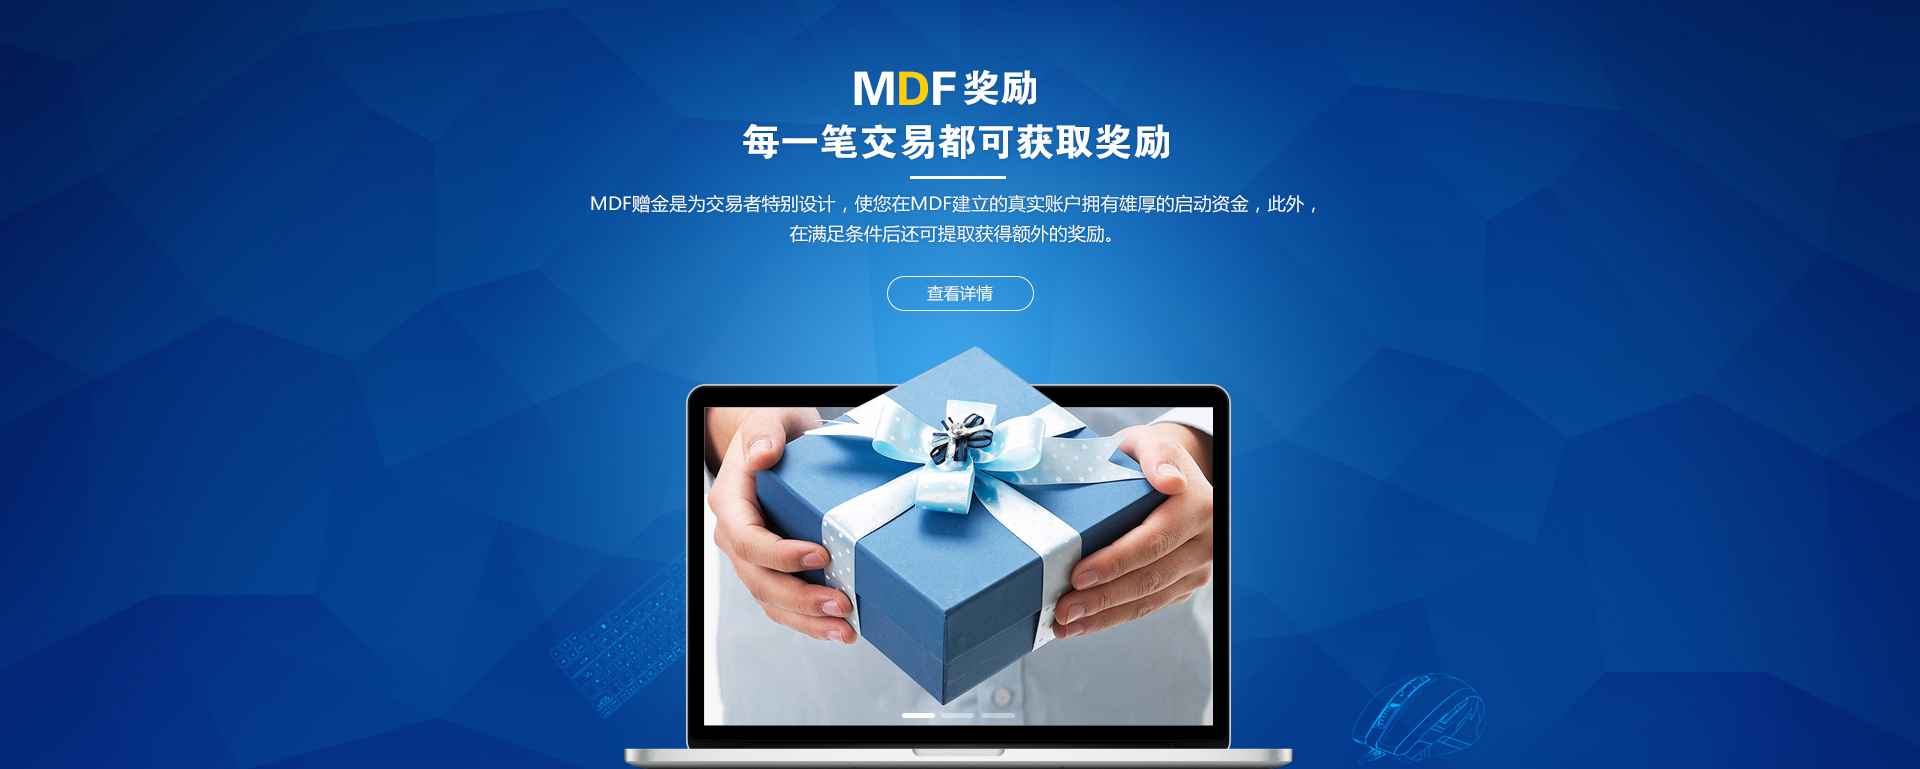 MDF 奖励
每一笔交易都可获取奖励
MDF赠金是为交易者特别设计，使您在MDF建立的真实账户拥有雄厚的启动资金，此外，
在满足条件后还可提取获得额外的奖励。
查看详情